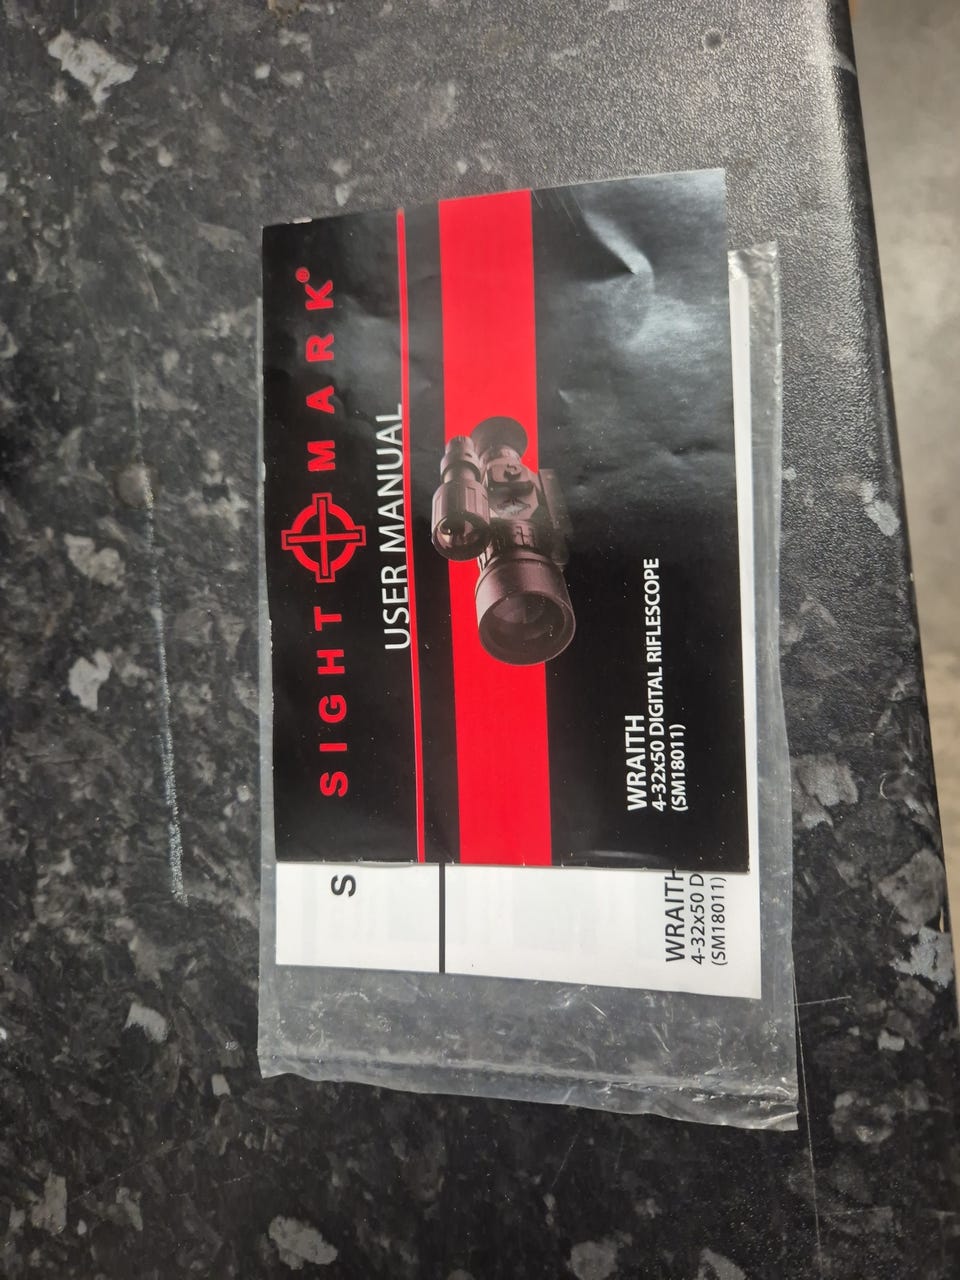 SIGHTMARK®
USER MANUAL
WRAITH
4-32x50 DIGITAL RIFLESCOPE
(SM18011)
S
WRAITH
4-32x50 D
(SM18011)